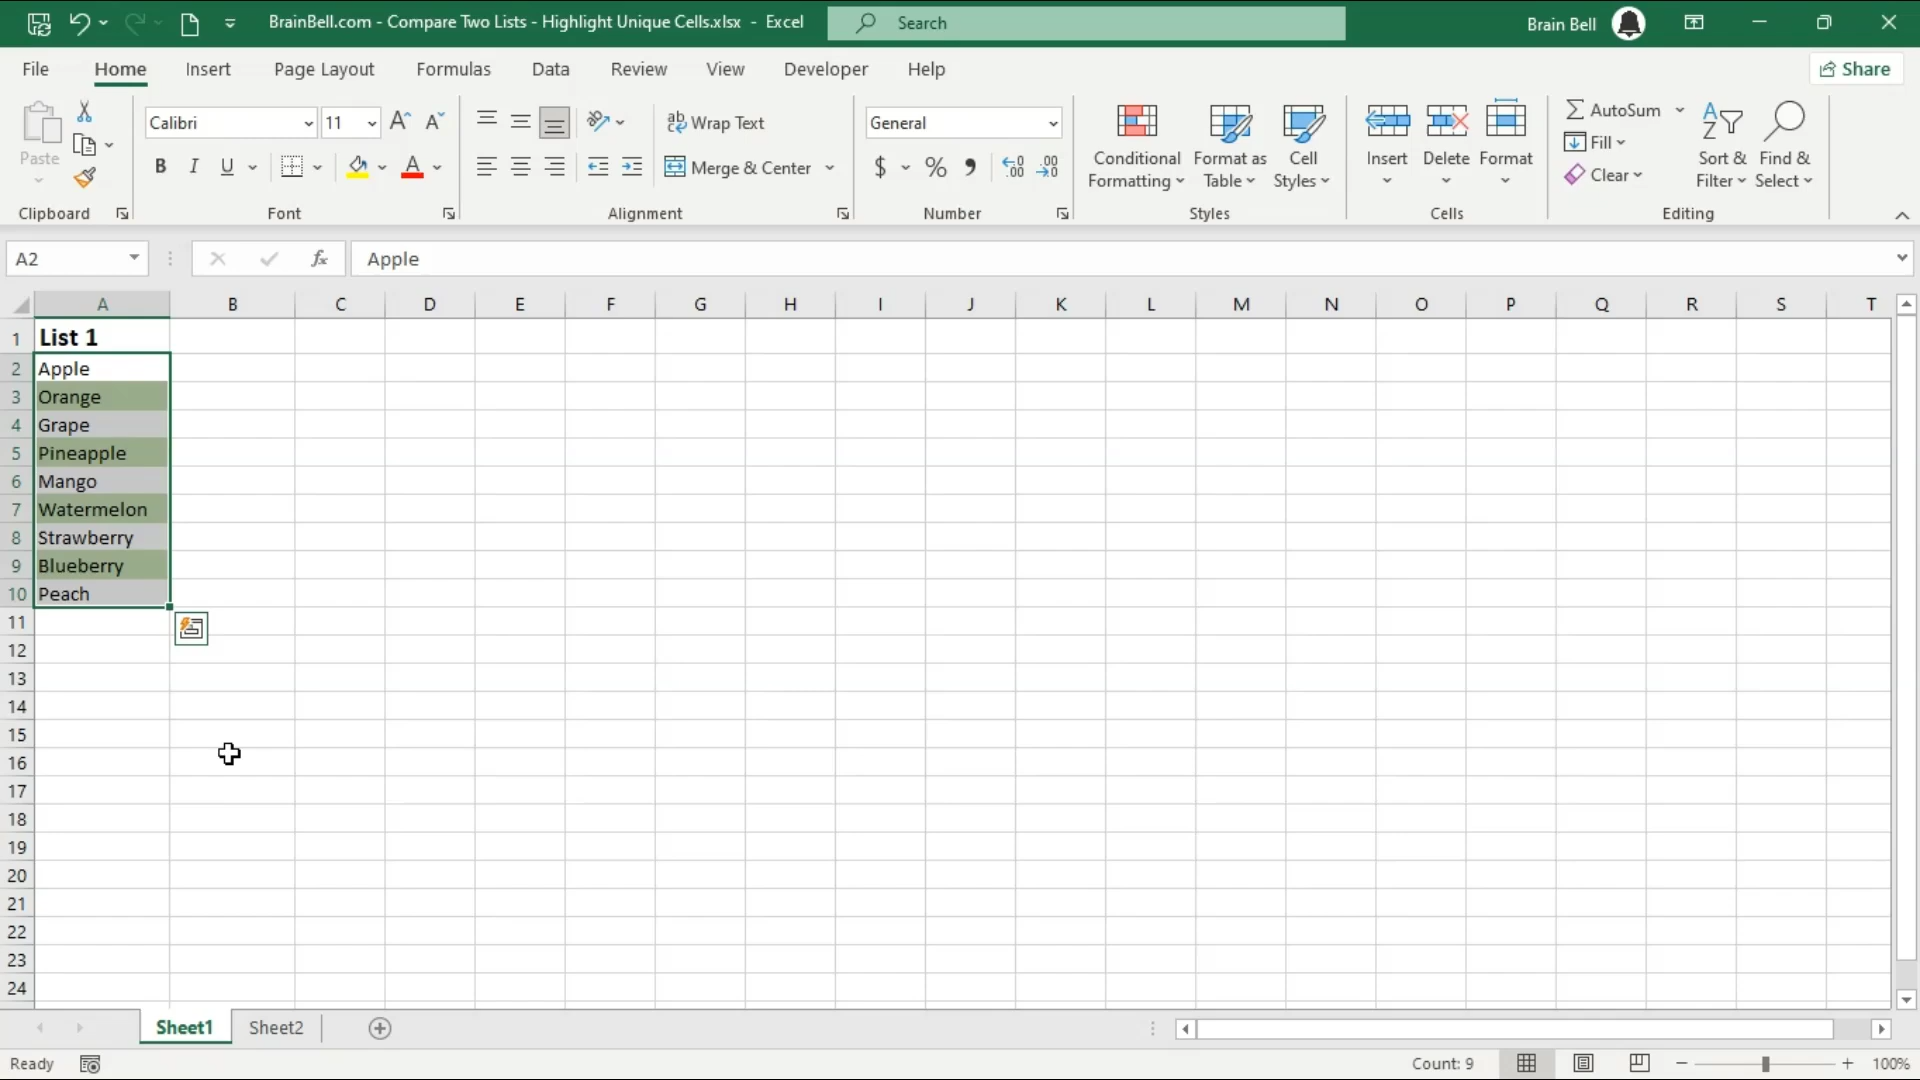 BrainBell.com - Compare Two Lists - Highlight Unique Cells.xlsx - Excel
Search
Brain Bell
File Home Insert Page Layout Formulas Data Review View Developer Help
Share
Paste
Clipboard
Calibri 11
B I U A
Font
ab Wrap Text
Merge & Center
Alignment
General
$ % , .00
Number
Conditional Formatting
Format as Table
Cell Styles
Styles
Insert
Delete
Format
Cells
AutoSum
Fill
Clear
Sort & Filter
Find & Select
Editing
A2 fx Apple
A B C D E F G H I J K L M N O P Q R S T
1 List 1
2 Apple
3 Orange
4 Grape
5 Pineapple
6 Mango
7 Watermelon
8 Strawberry
9 Blueberry
10 Peach
11
12
13
14
15
16
17
18
19
20
21
22
23
24
Sheet1 Sheet2
Ready
Count: 9
100%